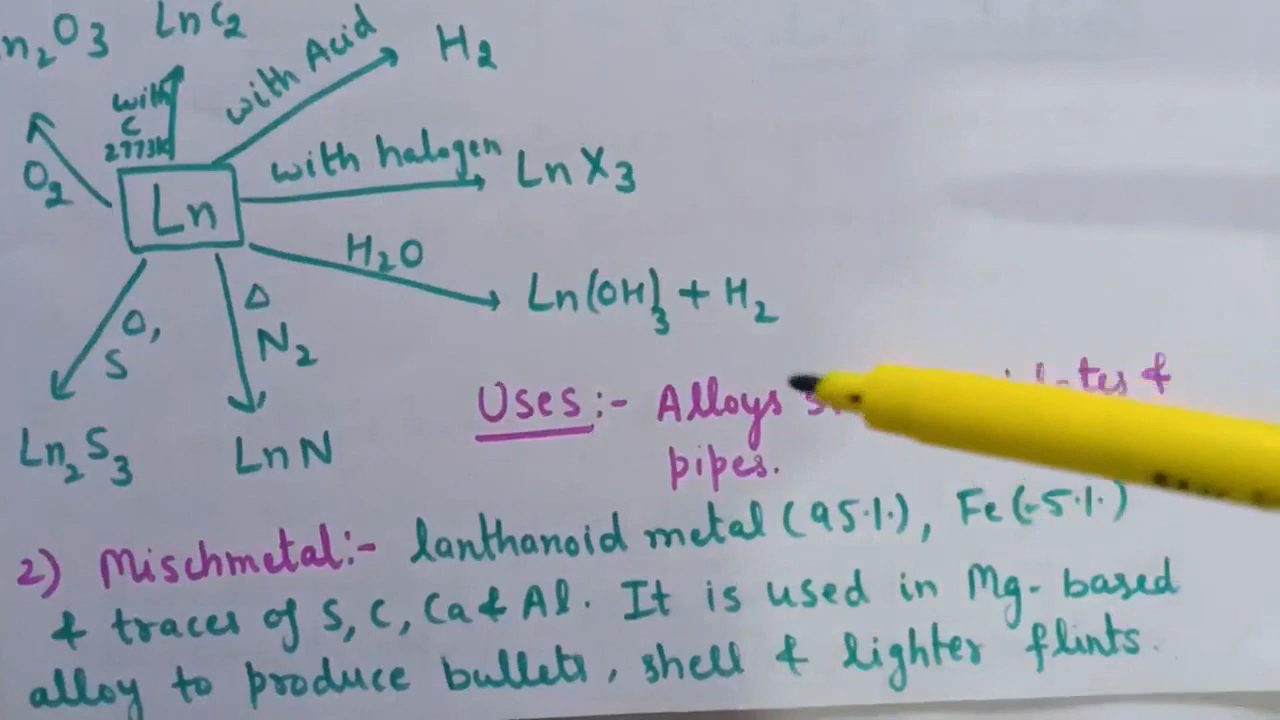 n₂O₃ LnC₂
with Acid H₂
with
C
2773K
O₂
with halogen LnX₃
Ln
H₂O
Ln(OH)₃ + H₂
Δ,
S
Δ
N₂
Ln₂S₃ LnN
Uses:- Alloys &
pipes.
2) Mischmetal:- lanthanoid metal (95%), Fe (~5%)
& traces of S, C, Ca & Al. It is used in Mg-based
alloy to produce bullets, shell & lighter flints.